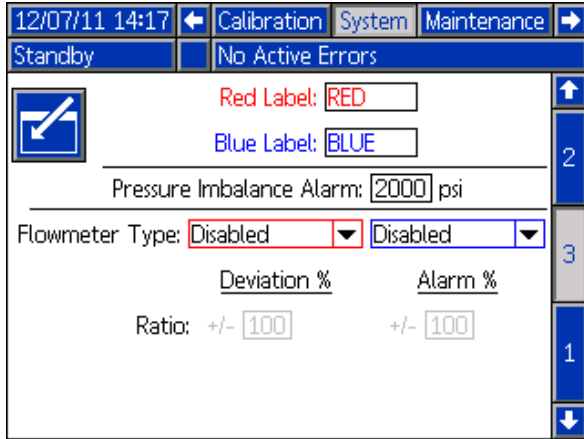 12/07/11 14:17 Calibration System Maintenance
Standby No Active Errors
Red Label: RED
Blue Label: BLUE
2
Pressure Imbalance Alarm: 2000 psi
Flowmeter Type: Disabled Disabled
3
Deviation % Alarm %
Ratio: +/- 100 +/- 100
1